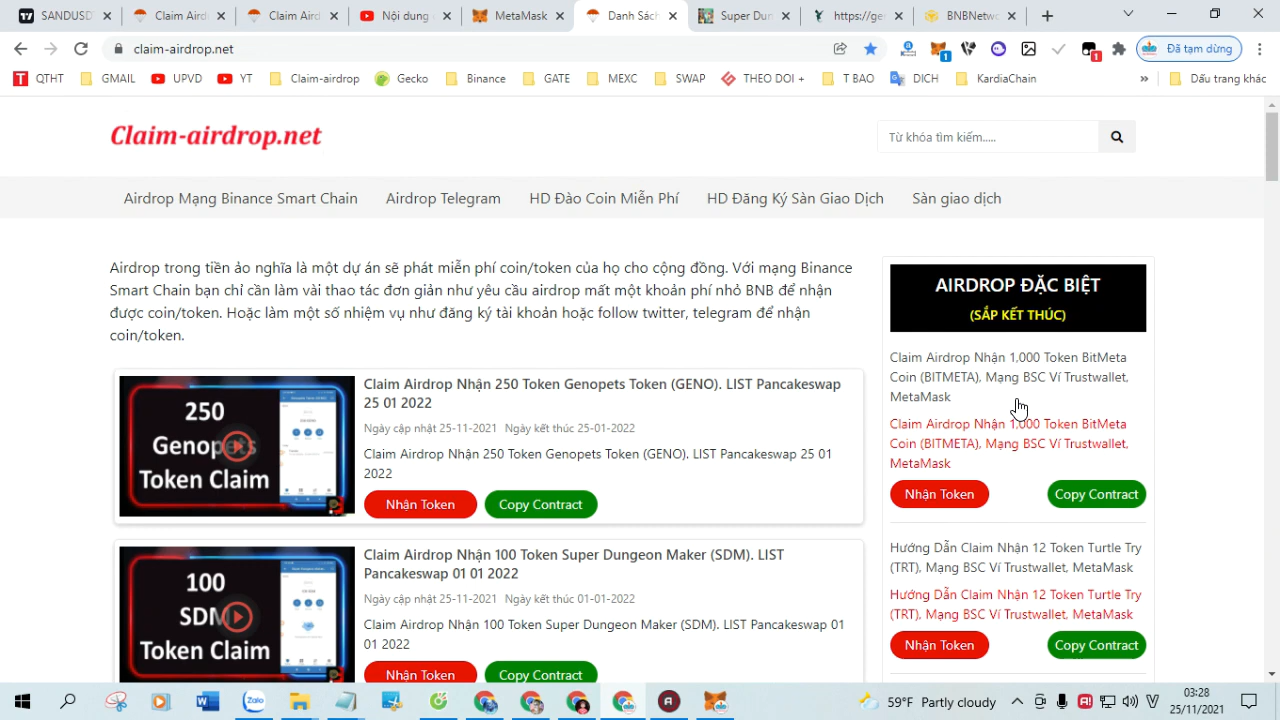 SANDUSD
Claim Aird
Claim Aird
Nội dung c
MetaMask
Danh Sách
Super Dun
https://ge
BNBNetwo
claim-airdrop.net
Đã tạm dừng
1
1
QTHT
GMAIL
UPVD
YT
Claim-airdrop
Gecko
Binance
GATE
MEXC
SWAP
THEO DOI +
T BAO
DICH
KardiaChain
»
Dấu trang khác
Claim-airdrop.net
Từ khóa tìm kiếm.....
Airdrop Mạng Binance Smart Chain
Airdrop Telegram
HD Đào Coin Miễn Phí
HD Đăng Ký Sàn Giao Dịch
Sàn giao dịch
Airdrop trong tiền ảo nghĩa là một dự án sẽ phát miễn phí coin/token của họ cho cộng đồng. Với mạng Binance
Smart Chain bạn chỉ cần làm vài thao tác đơn giản như yêu cầu airdrop mất một khoản phí nhỏ BNB để nhận
được coin/token. Hoặc làm một số nhiệm vụ như đăng ký tài khoản hoặc follow twitter, telegram để nhận
coin/token.
250
Genopets
Token Claim
Claim Airdrop Nhận 250 Token Genopets Token (GENO). LIST Pancakeswap
25 01 2022
Ngày cập nhật 25-11-2021 Ngày kết thúc 25-01-2022
Claim Airdrop Nhận 250 Token Genopets Token (GENO). LIST Pancakeswap 25 01
2022
Nhận Token
Copy Contract
100
SDM
Token Claim
Claim Airdrop Nhận 100 Token Super Dungeon Maker (SDM). LIST
Pancakeswap 01 01 2022
Ngày cập nhật 25-11-2021 Ngày kết thúc 01-01-2022
Claim Airdrop Nhận 100 Token Super Dungeon Maker (SDM). LIST Pancakeswap 01
01 2022
Nhận Token
Copy Contract
AIRDROP ĐẶC BIỆT
(SẮP KẾT THÚC)
Claim Airdrop Nhận 1,000 Token BitMeta
Coin (BITMETA), Mạng BSC Ví Trustwallet,
MetaMask
Claim Airdrop Nhận 1,000 Token BitMeta
Coin (BITMETA), Mạng BSC Ví Trustwallet,
MetaMask
Nhận Token
Copy Contract
Hướng Dẫn Claim Nhận 12 Token Turtle Try
(TRT), Mạng BSC Ví Trustwallet, MetaMask
Hướng Dẫn Claim Nhận 12 Token Turtle Try
(TRT), Mạng BSC Ví Trustwallet, MetaMask
Nhận Token
Copy Contract
Zalo
59°F Partly cloudy
03:28
25/11/2021